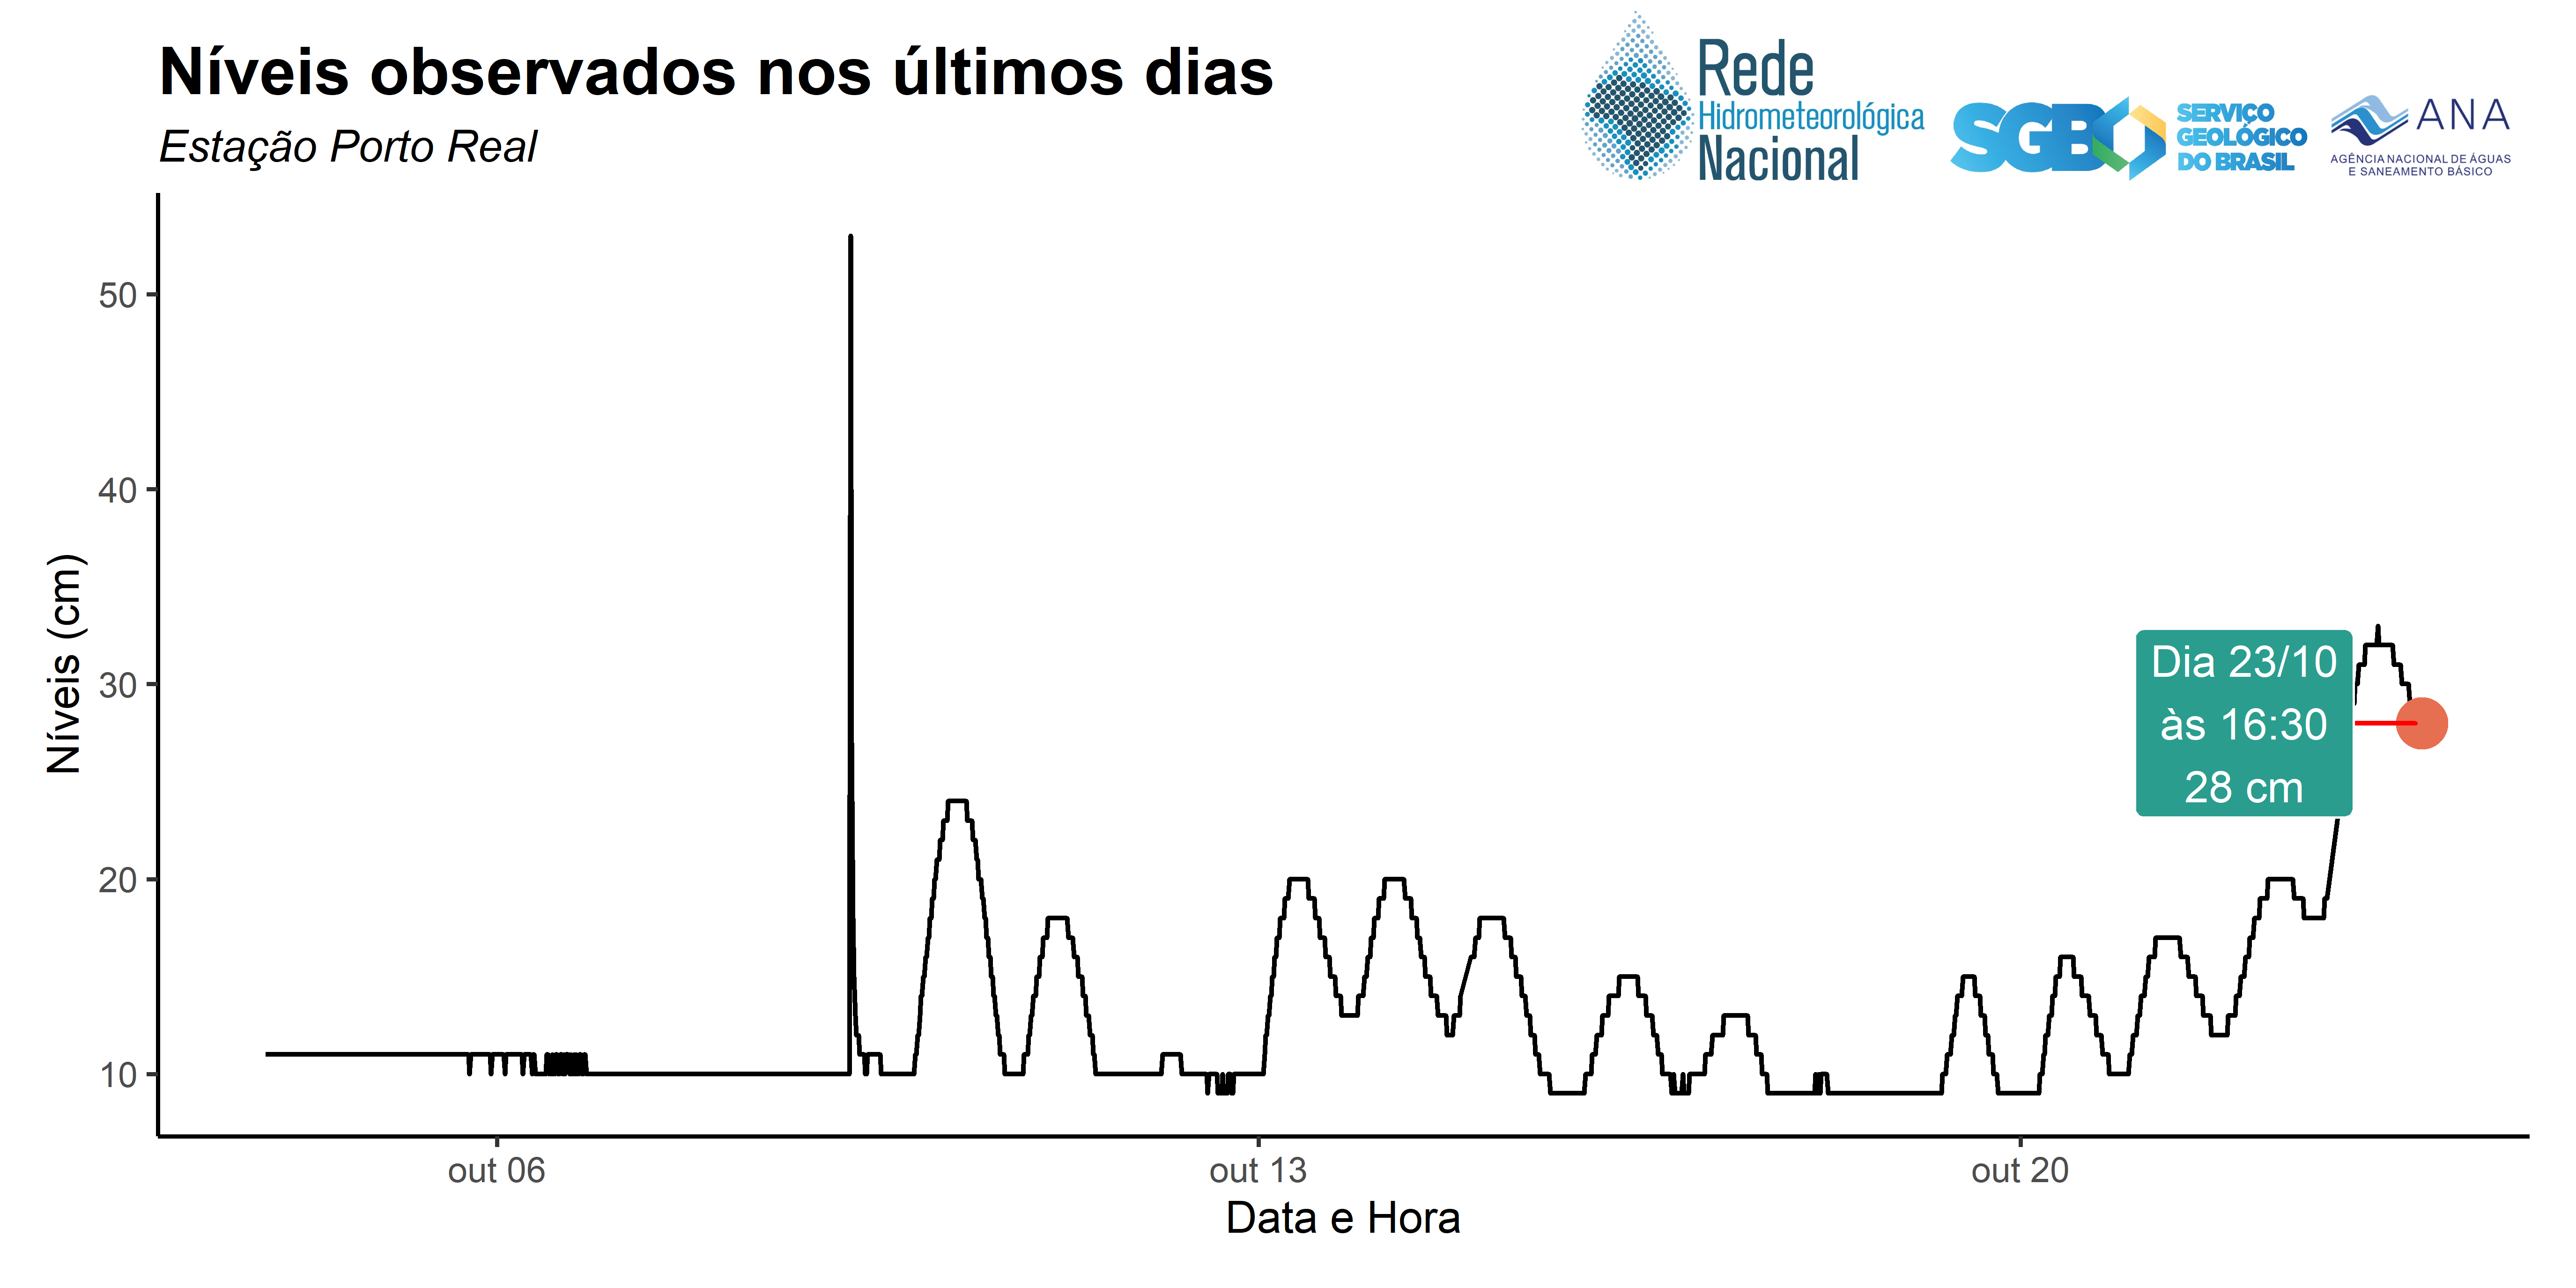 Níveis observados nos últimos dias
Estação Porto Real
Rede
Hidrometeorológica
Nacional
SGB
SERVIÇO
GEOLÓGICO
DO BRASIL
ANA
AGÊNCIA NACIONAL DE ÁGUAS
E SANEAMENTO BÁSICO
Níveis (cm)
50
40
30
20
10
Dia 23/10
às 16:30
28 cm
out 06
out 13
out 20
Data e Hora